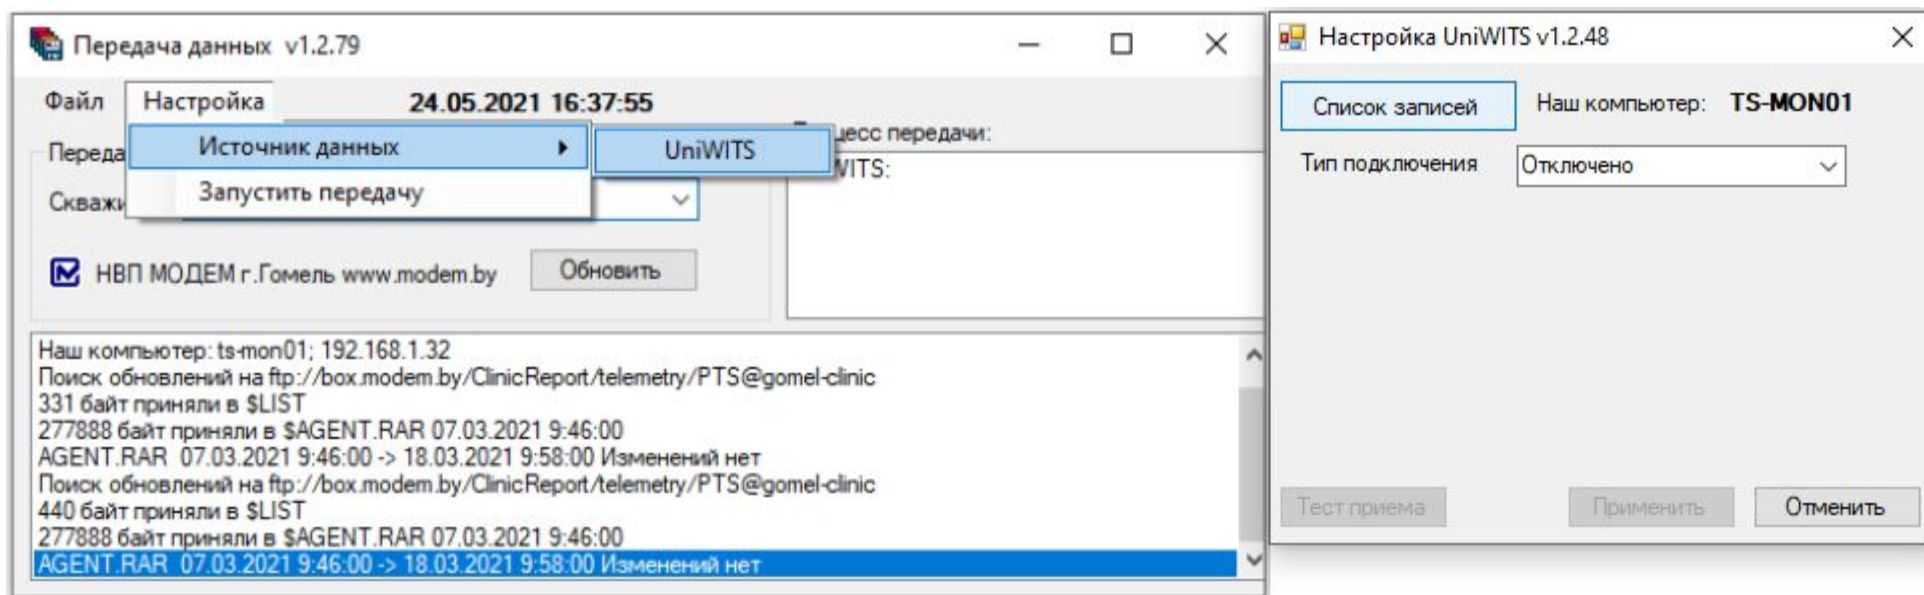 Передача данных v1.2.79
Файл Настройка 24.05.2021 16:37:55
Источник данных
UniWITS
Запустить передачу
НВП МОДЕМ г.Гомель www.modem.by
Обновить
передачи:
Наш компьютер: ts-mon01; 192.168.1.32
Поиск обновлений на ftp://box.modem.by/ClinicReport/telemetry/PTS@gomel-clinic
331 байт приняли в $LIST
277888 байт приняли в $AGENT.RAR 07.03.2021 9:46:00
AGENT.RAR 07.03.2021 9:46:00 -> 18.03.2021 9:58:00 Изменений нет
Поиск обновлений на ftp://box.modem.by/ClinicReport/telemetry/PTS@gomel-clinic
440 байт приняли в $LIST
277888 байт приняли в $AGENT.RAR 07.03.2021 9:46:00
AGENT.RAR 07.03.2021 9:46:00 -> 18.03.2021 9:58:00 Изменений нет
Настройка UniWITS v1.2.48
Список записей
Наш компьютер: TS-MON01
Тип подключения
Отключено
Тест приема
Применить
Отменить